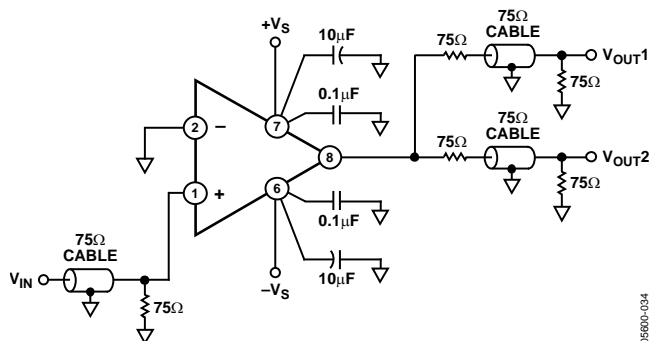 +VS
10µF
0.1µF
7
2
–
8
1
+
6
0.1µF
10µF
–VS
75Ω
CABLE
VIN
75Ω
75Ω
75Ω
CABLE
VOUT1
75Ω
75Ω
75Ω
CABLE
VOUT2
75Ω
05600-034